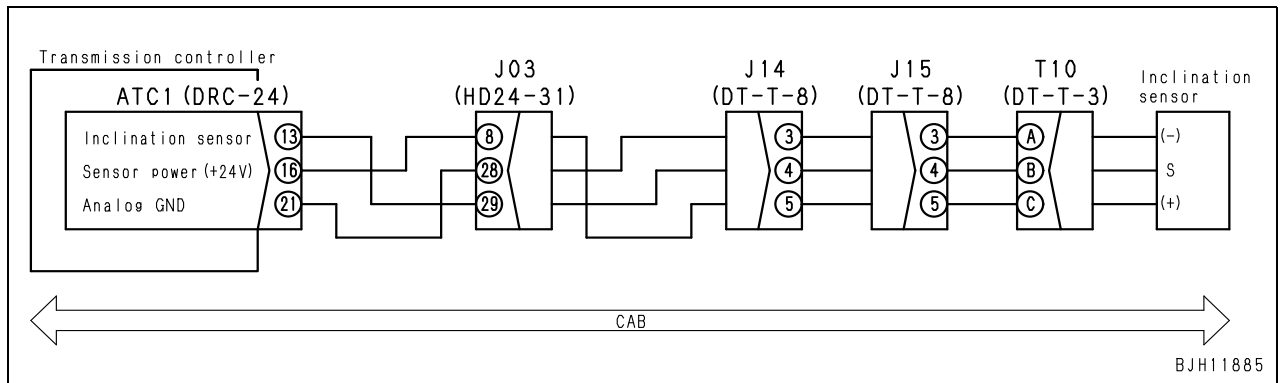 Transmission controller
ATC1 (DRC-24)
J03
(HD24-31)
J14
(DT-T-8)
J15
(DT-T-8)
T10
(DT-T-3)
Inclination
sensor
Inclination sensor 13 8 3 3 A (-)
Sensor power (+24V) 16 28 4 4 B S
Analog GND 21 29 5 5 C (+)
CAB
BJH11885